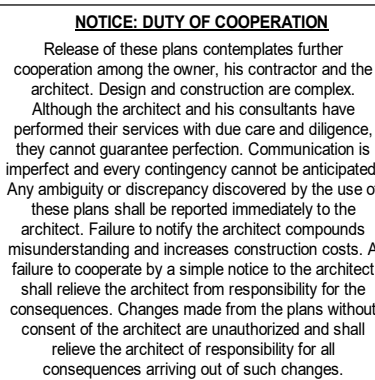 NOTICE: DUTY OF COOPERATION
Release of these plans contemplates further
cooperation among the owner, his contractor and the
architect. Design and construction are complex.
Although the architect and his consultants have
performed their services with due care and diligence,
they cannot guarantee perfection. Communication is
imperfect and every contingency cannot be anticipated
Any ambiguity or discrepancy discovered by the use of
these plans shall be reported immediately to the
architect. Failure to notify the architect compounds
misunderstanding and increases construction costs. A
failure to cooperate by a simple notice to the architect
shall relieve the architect from responsibility for the
consequences. Changes made from the plans without
consent of the architect are unauthorized and shall
relieve the architect of responsibility for all
consequences arriving out of such changes.